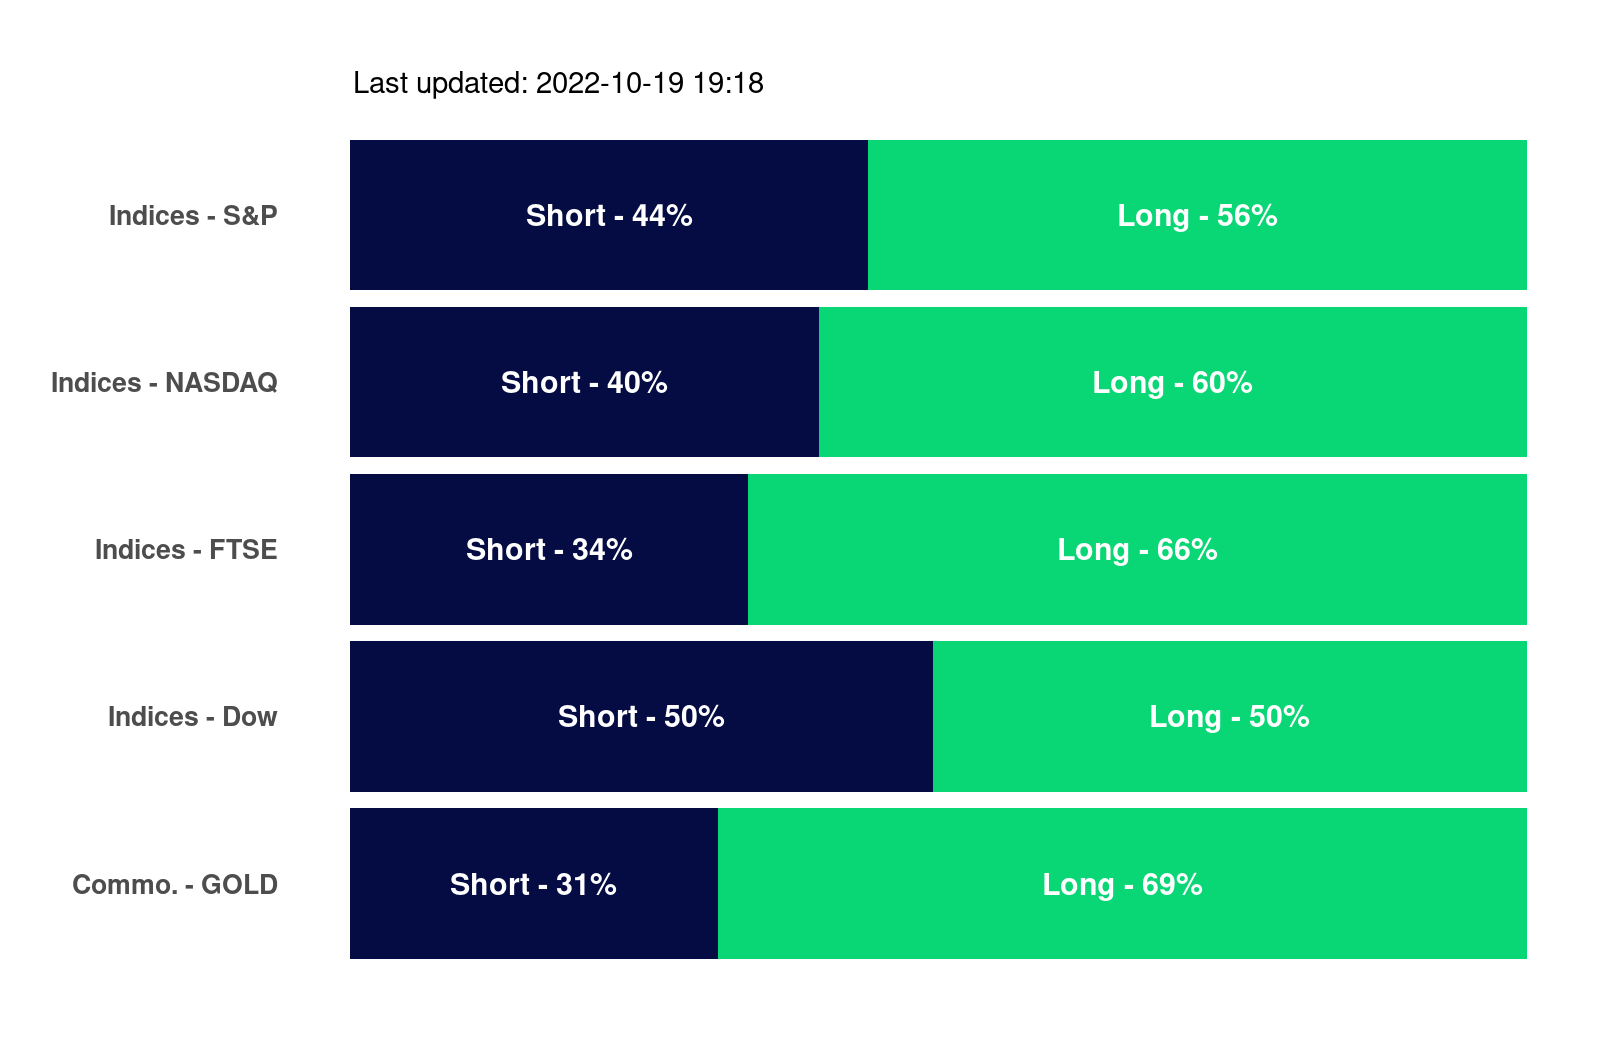 Last updated: 2022-10-19 19:18
Indices - S&P Short - 44% Long - 56%
Indices - NASDAQ Short - 40% Long - 60%
Indices - FTSE Short - 34% Long - 66%
Indices - Dow Short - 50% Long - 50%
Commo. - GOLD Short - 31% Long - 69%